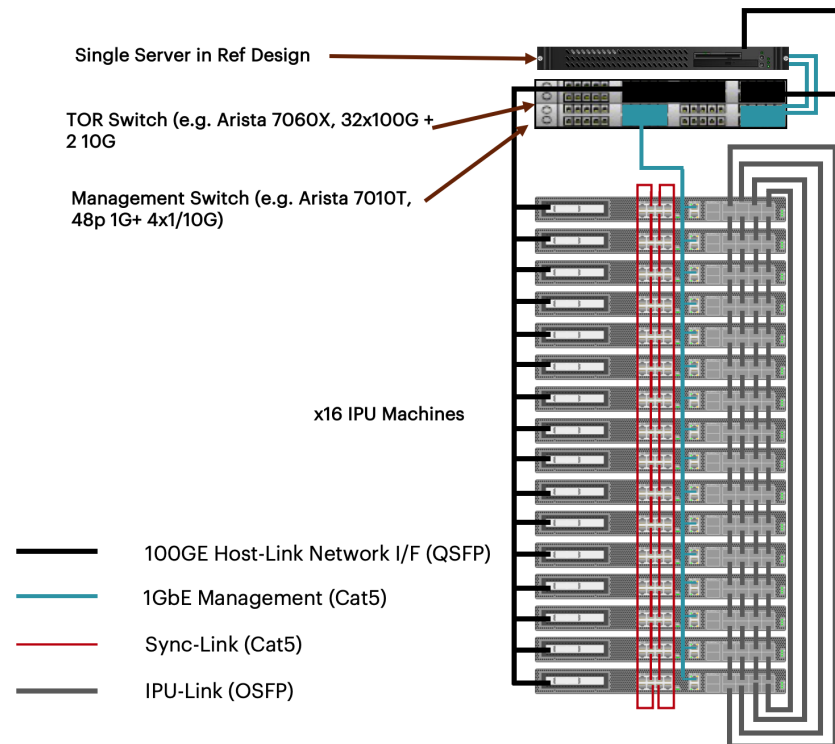 Single Server in Ref Design
TOR Switch (e.g. Arista 7060X, 32x100G +
2 10G
Management Switch (e.g. Arista 7010T,
48p 1G+ 4x1/10G)
x16 IPU Machines
100GE Host-Link Network I/F (QSFP)
1GbE Management (Cat5)
Sync-Link (Cat5)
IPU-Link (OSFP)